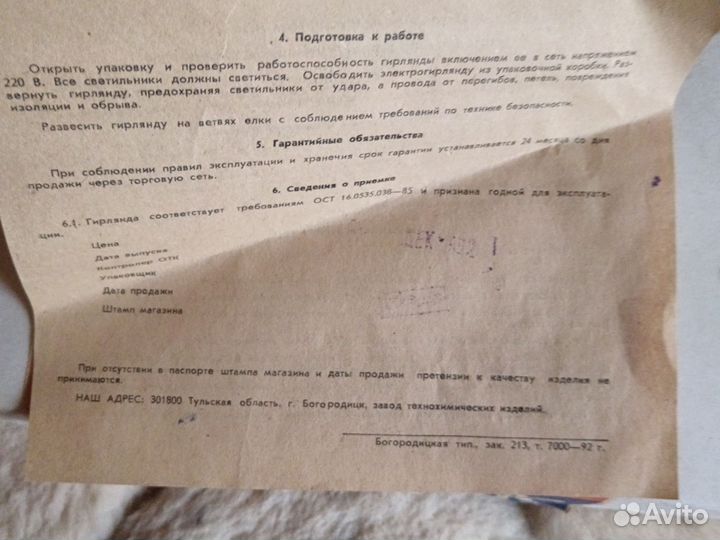 4. Подготовка к работе
Открыть упаковку и проверить работоспособность гирлянды включением ее в сеть напряжением
220 В. Все светильники должны светиться. Освободить электрогирлянду из упаковочной коробки. Раз-
вернуть гирлянду, предохраняя светильники от удара, а провода от перегибов, петель, повреждения
изоляции и обрыва.
Развесить гирлянду на ветвях елки с соблюдением требований по технике безопасности.
5. Гарантийные обязательства
При соблюдении правил эксплуатации и хранения срок гарантии устанавливается 24 месяца со дня
продажи через торговую сеть.
6. Сведения о приемке
6.1. Гирлянда соответствует требованиям ОСТ 16.0535.038—85 и признана годной для эксплуата-
ции.
Цена
Дата выпуска
Контролер ОТК
Упаковщик
Дата продажи
Штамп магазина
При отсутствии в паспорте штампа магазина и даты продажи претензии к качеству изделия не
принимаются.
НАШ АДРЕС: 301800 Тульская область, г. Богородицк, завод технохимических изделий.
Богородицкая тип., зак. 213, т. 7000—92 г.
Avito